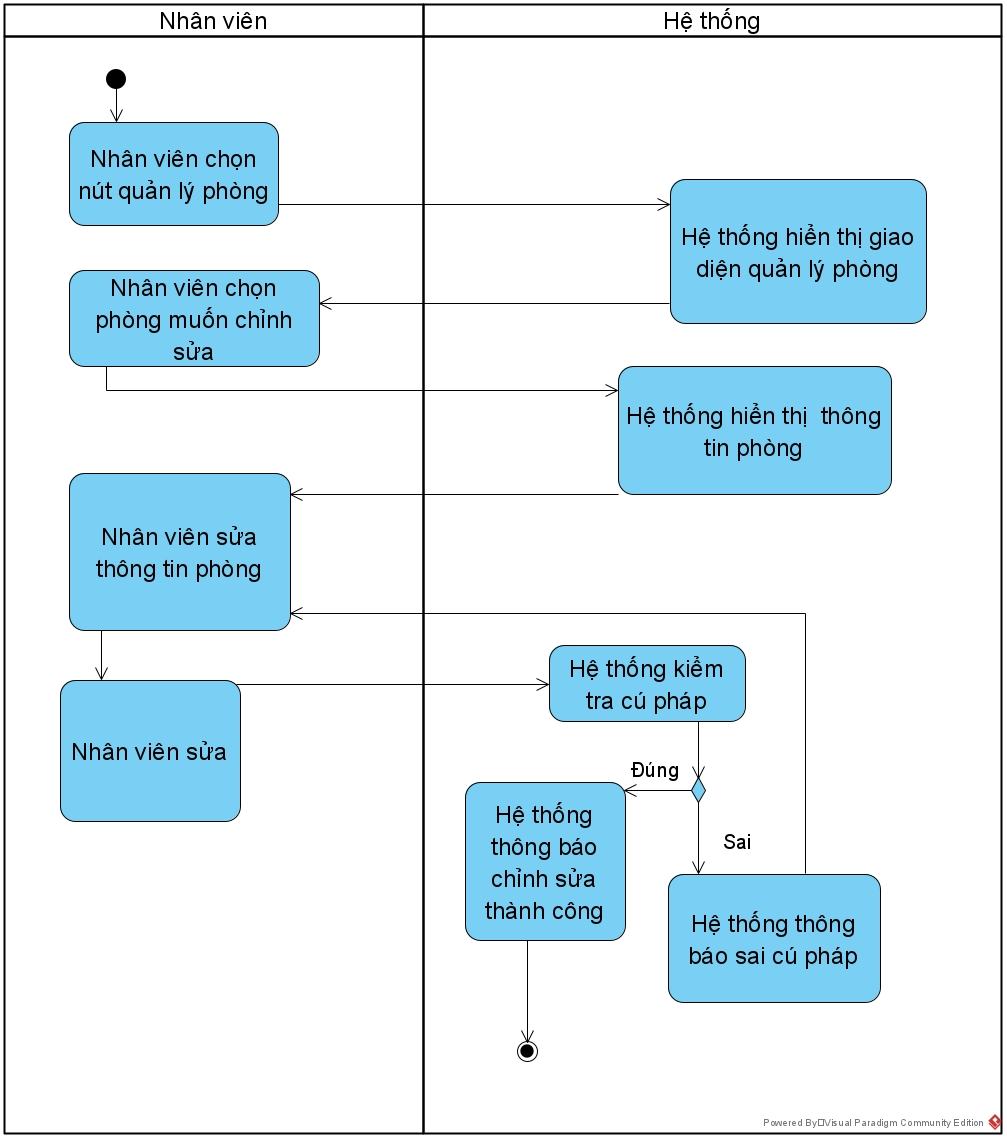 Nhân viên
Hệ thống
Nhân viên chọn
nút quản lý phòng
Hệ thống hiển thị giao
diện quản lý phòng
Nhân viên chọn
phòng muốn chỉnh
sửa
Hệ thống hiển thị thông
tin phòng
Nhân viên sửa
thông tin phòng
Nhân viên sửa
Hệ thống kiểm
tra cú pháp
Đúng
Sai
Hệ thống
thông báo
chỉnh sửa
thành công
Hệ thống thông
báo sai cú pháp
Powered By Visual Paradigm Community Edition